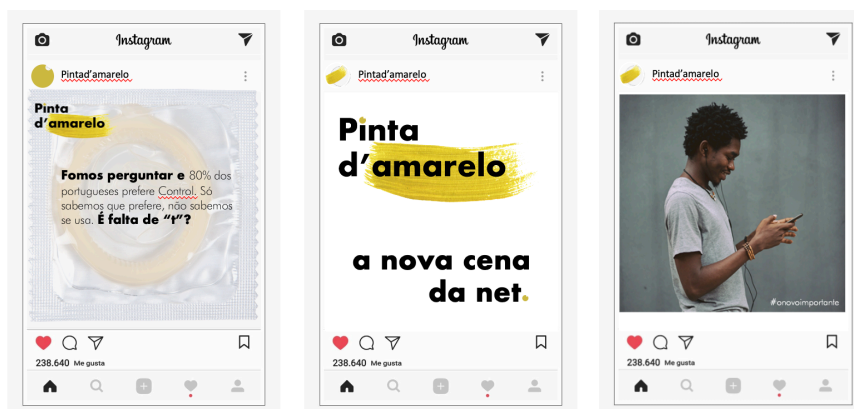 Instagram
Pintad'amarelo
Pinta
d'amarelo
Fomos perguntar e 80% dos
portugueses prefere Control. Só
sabemos que prefere, não sabemos
se usa. É falta de “t”?
238.640 Me gusta
Instagram
Pintad'amarelo
Pinta
d'amarelo
a nova cena
da net.
238.640 Me gusta
Instagram
Pintad'amarelo
#onovoimportante
238.640 Me gusta